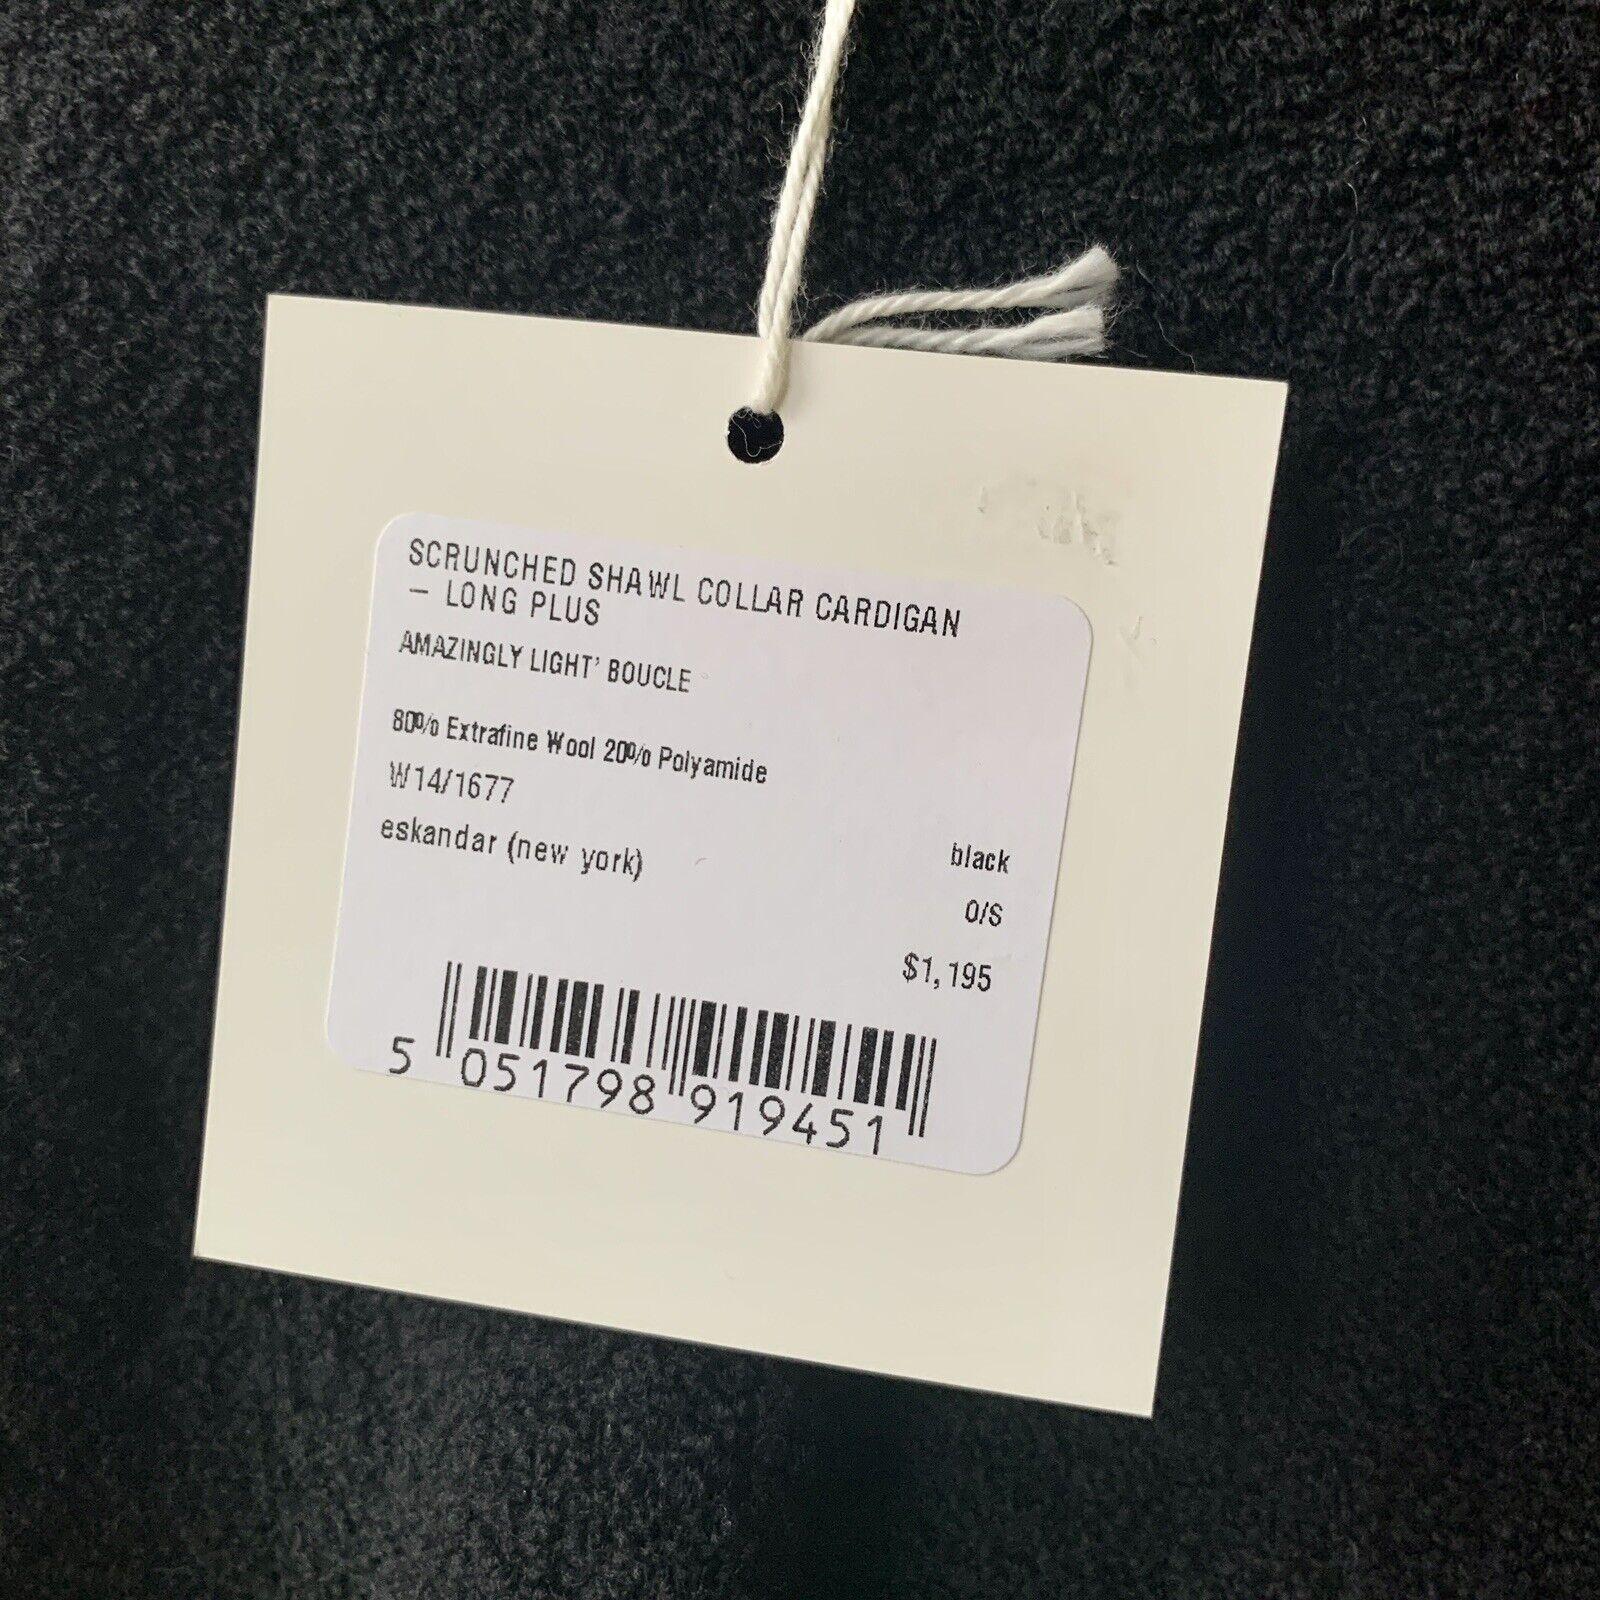 SCRUNCHED SHAWL COLLAR CARDIGAN
- LONG PLUS
AMAZINGLY LIGHT' BOUCLE
80% Extrafine Wool 20% Polyamide
W14/1677
eskandar (new york)
black
O/S
$1,195
5 051798 919451